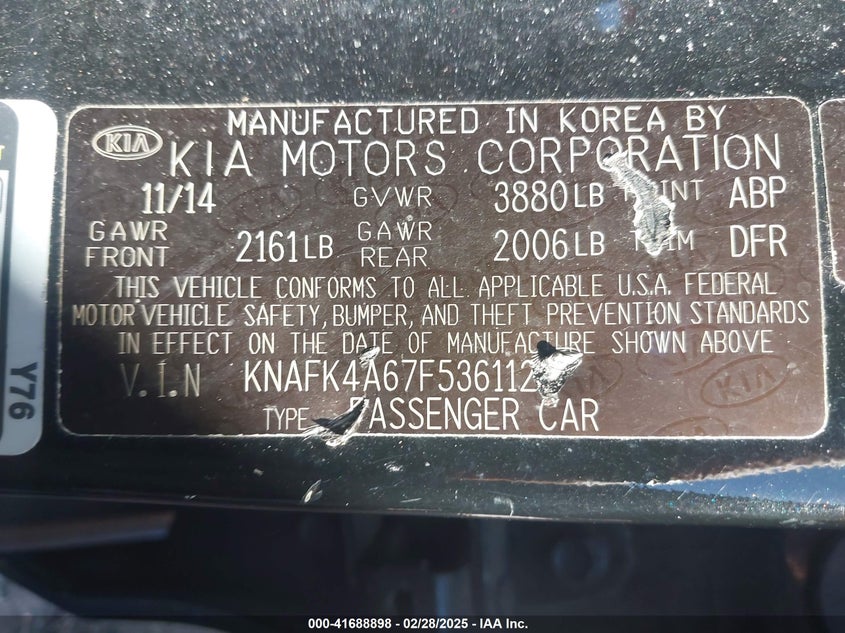 MANUFACTURED IN KOREA BY
KIA KIA MOTORS CORPORATION
11/14 GVWR 3880LB ABP
GAWR FRONT 2161LB GAWR REAR 2006LB DFR
THIS VEHICLE CONFORMS TO ALL APPLICABLE U.S.A. FEDERAL
MOTOR VEHICLE SAFETY, BUMPER, AND THEFT PREVENTION STANDARDS
IN EFFECT ON THE DATE OF MANUFACTURE SHOWN ABOVE
V.I.N
TYPE PASSENGER CAR
Y76
000-41688898 - 02/28/2025 - IAA Inc.